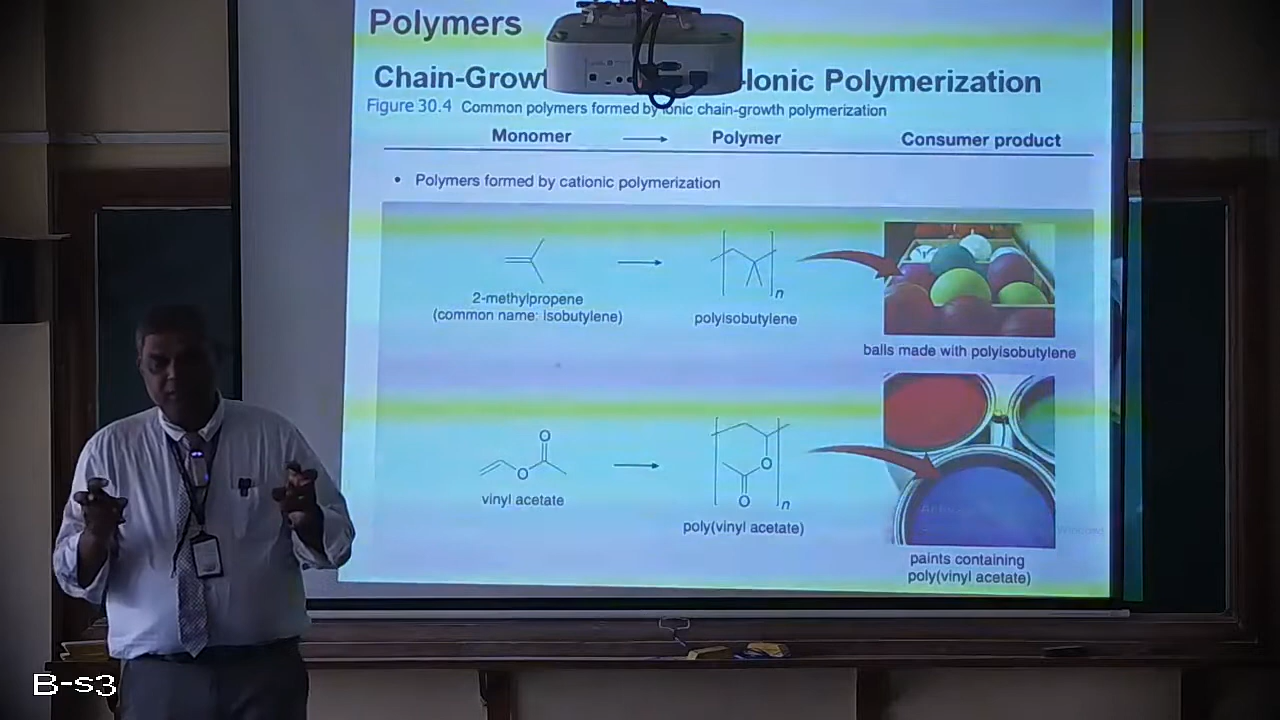 Polymers
Chain-Growt -Ionic Polymerization
Figure 30.4 Common polymers formed by ionic chain-growth polymerization
Monomer → Polymer Consumer product
• Polymers formed by cationic polymerization
n
2-methylpropene
(common name: isobutylene)
polyisobutylene
balls made with polyisobutylene
O
O
O
O
n
vinyl acetate
poly(vinyl acetate)
paints containing
poly(vinyl acetate)
B-s3